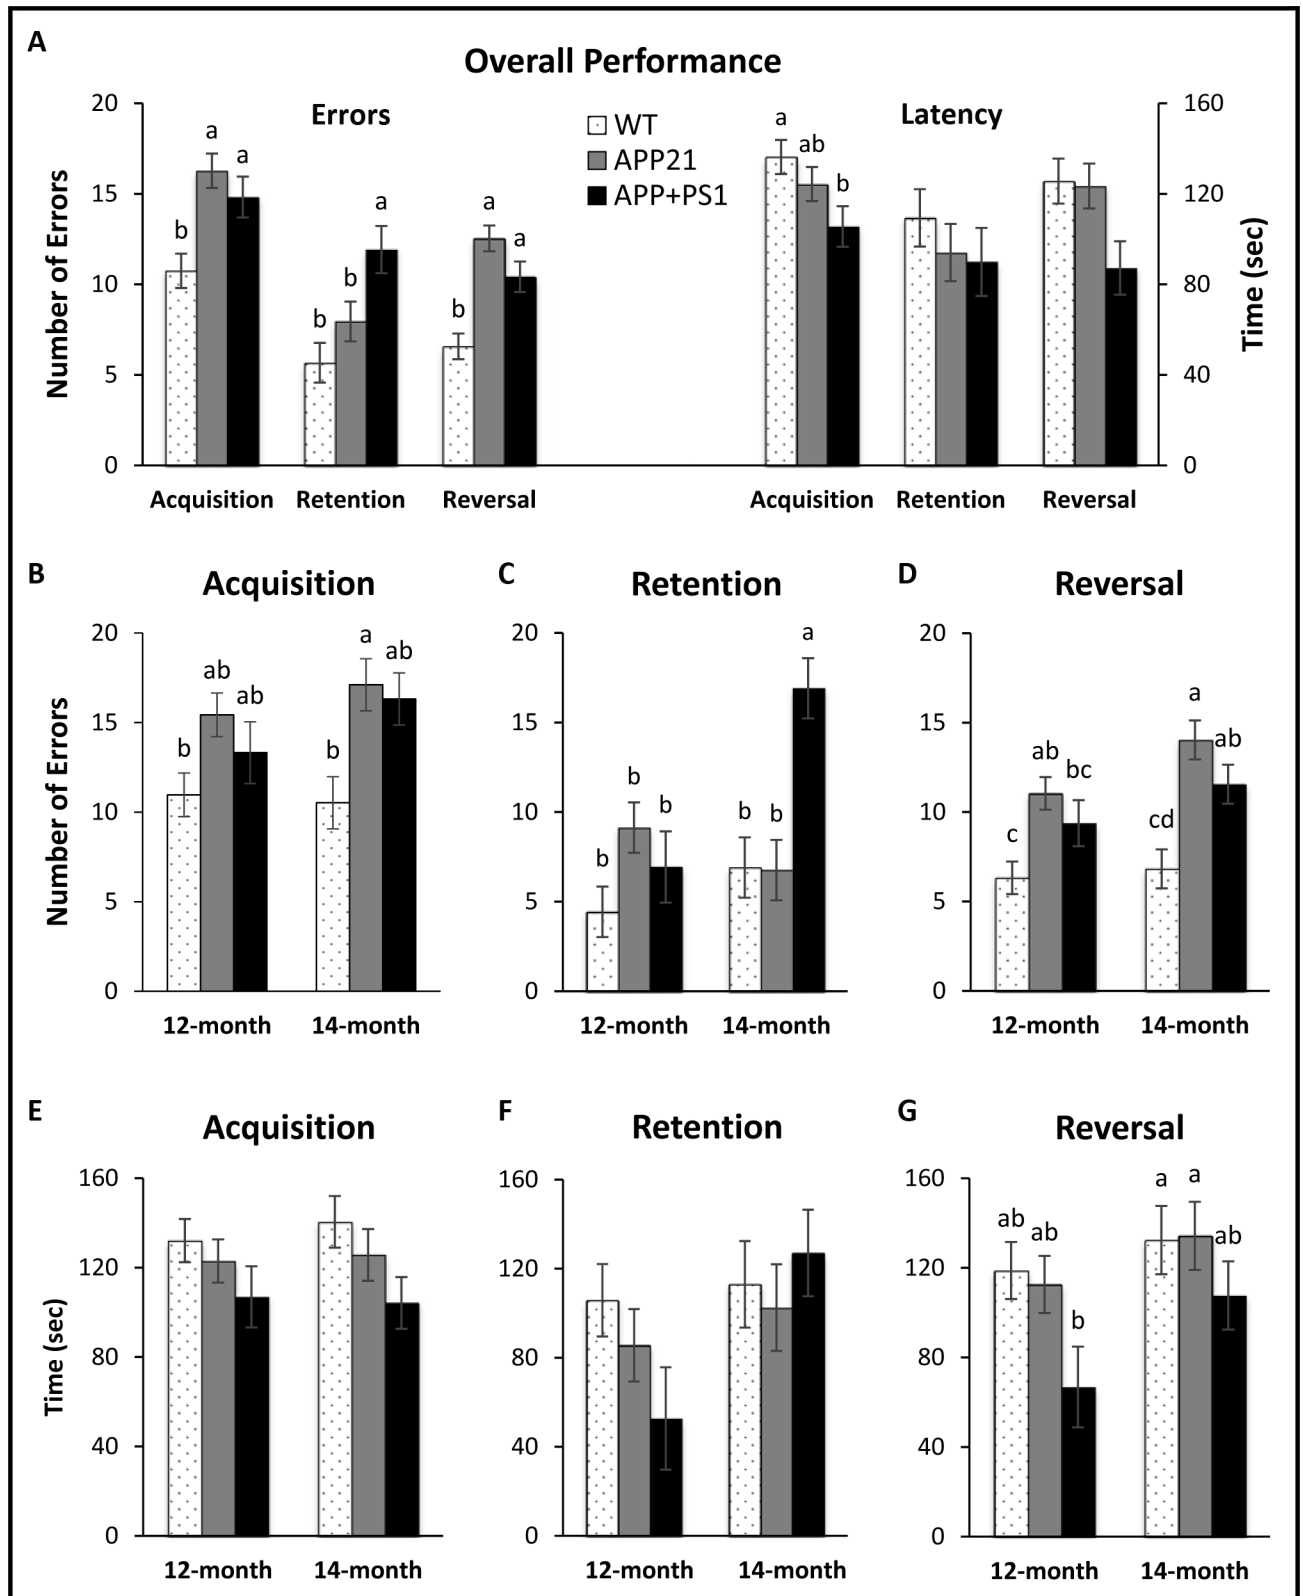 A
Overall Performance
Errors
Latency
WT
APP21
APP+PS1
Number of Errors
20
15
10
5
0
b
a
a
b
b
a
b
a
a
a
ab
b
160
120
80
40
0
Time (sec)
Acquisition Retention Reversal
Acquisition Retention Reversal
B
Acquisition
Number of Errors
20
15
10
5
0
b
ab
ab
b
a
ab
12-month 14-month
C
Retention
20
15
10
5
0
b
b
b
b
b
a
12-month 14-month
D
Reversal
20
15
10
5
0
c
ab
bc
cd
a
ab
12-month 14-month
E
Acquisition
Time (sec)
160
120
80
40
0
12-month 14-month
F
Retention
160
120
80
40
0
12-month 14-month
G
Reversal
160
120
80
40
0
ab
ab
b
a
a
ab
12-month 14-month